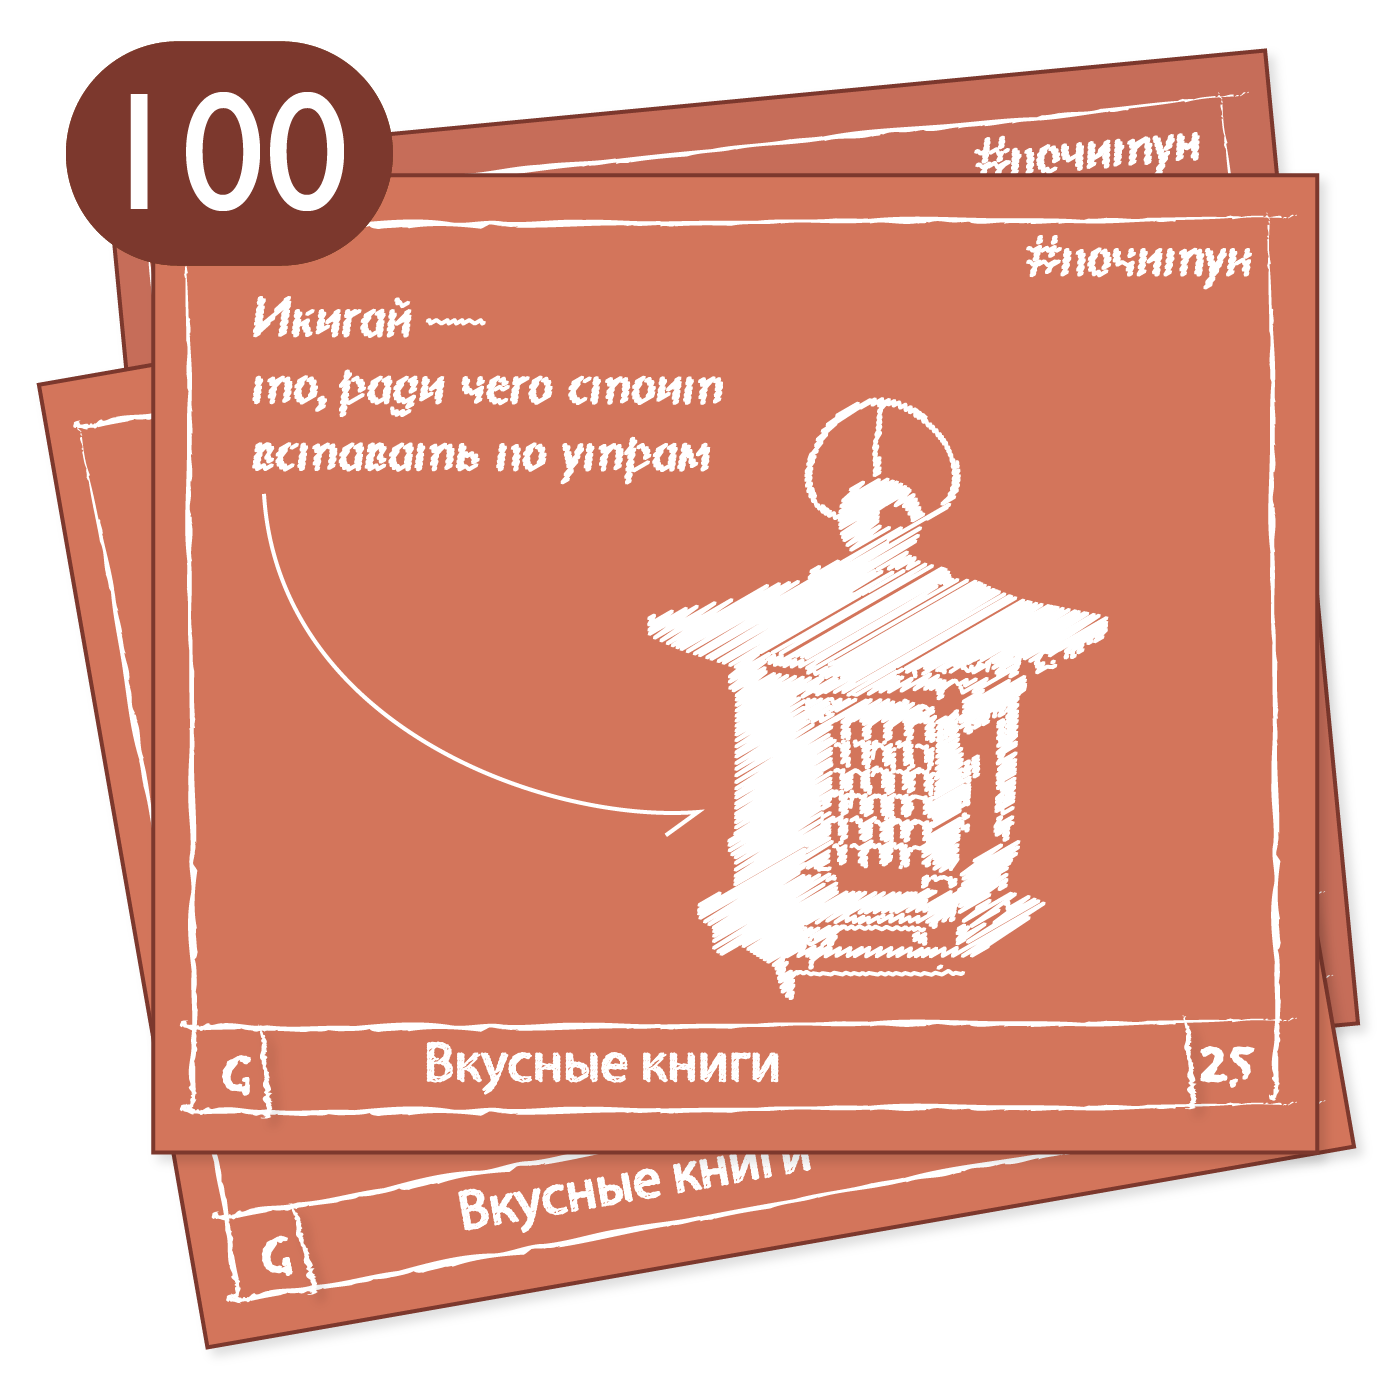 100
#почитун
#почитун
Икигай —
то, ради чего стоит
вставать по утрам
G Вкусные книги 25
Вкусные книги
G